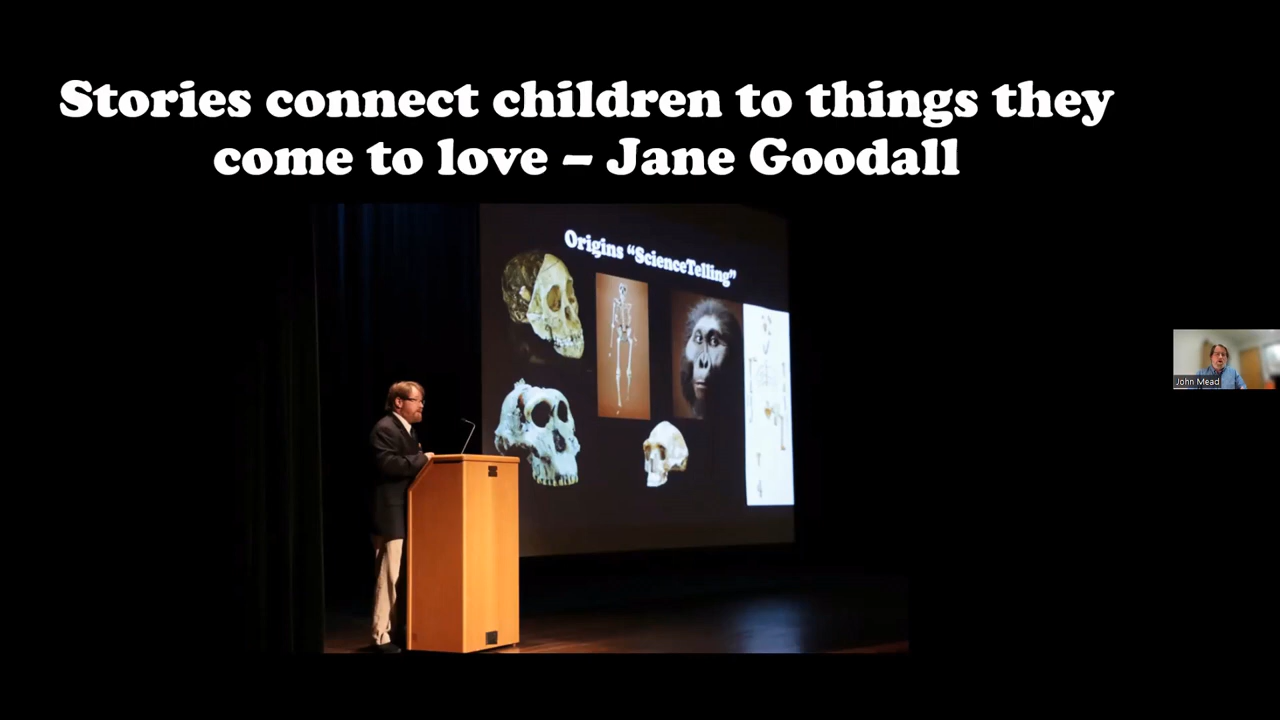 Stories connect children to things they
come to love – Jane Goodall
Origins “ScienceTelling”
John Mead